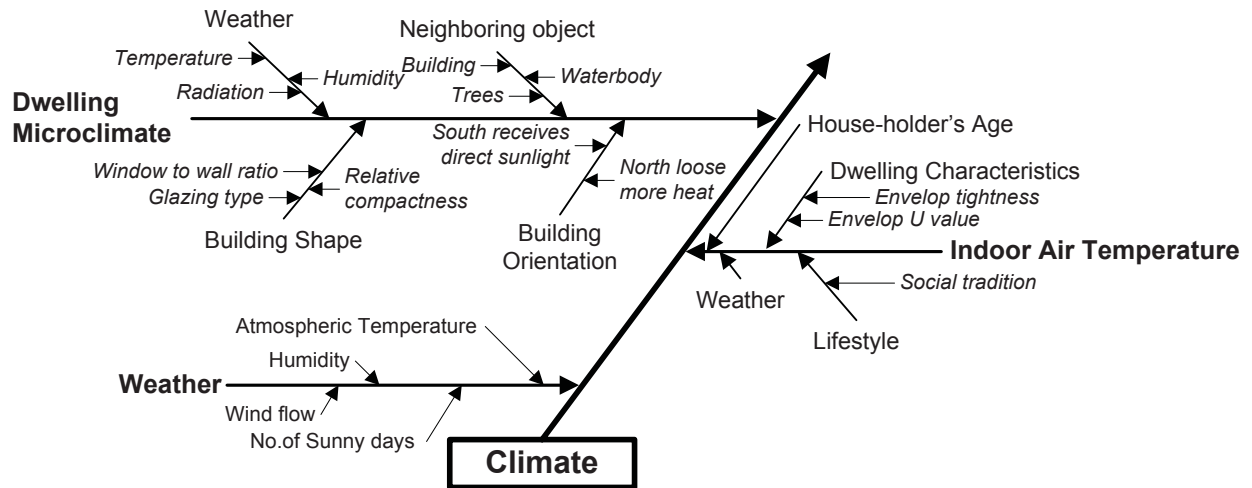 Weather
Temperature
Humidity
Radiation
Neighboring object
Building
Waterbody
Trees
Dwelling
Microclimate
South receives
direct sunlight
House-holder's Age
Window to wall ratio
Glazing type
Relative
compactness
North loose
more heat
Dwelling Characteristics
Envelop tightness
Envelop U value
Building Shape
Building
Orientation
Indoor Air Temperature
Weather
Social tradition
Lifestyle
Atmospheric Temperature
Humidity
Weather
Wind flow
No.of Sunny days
Climate